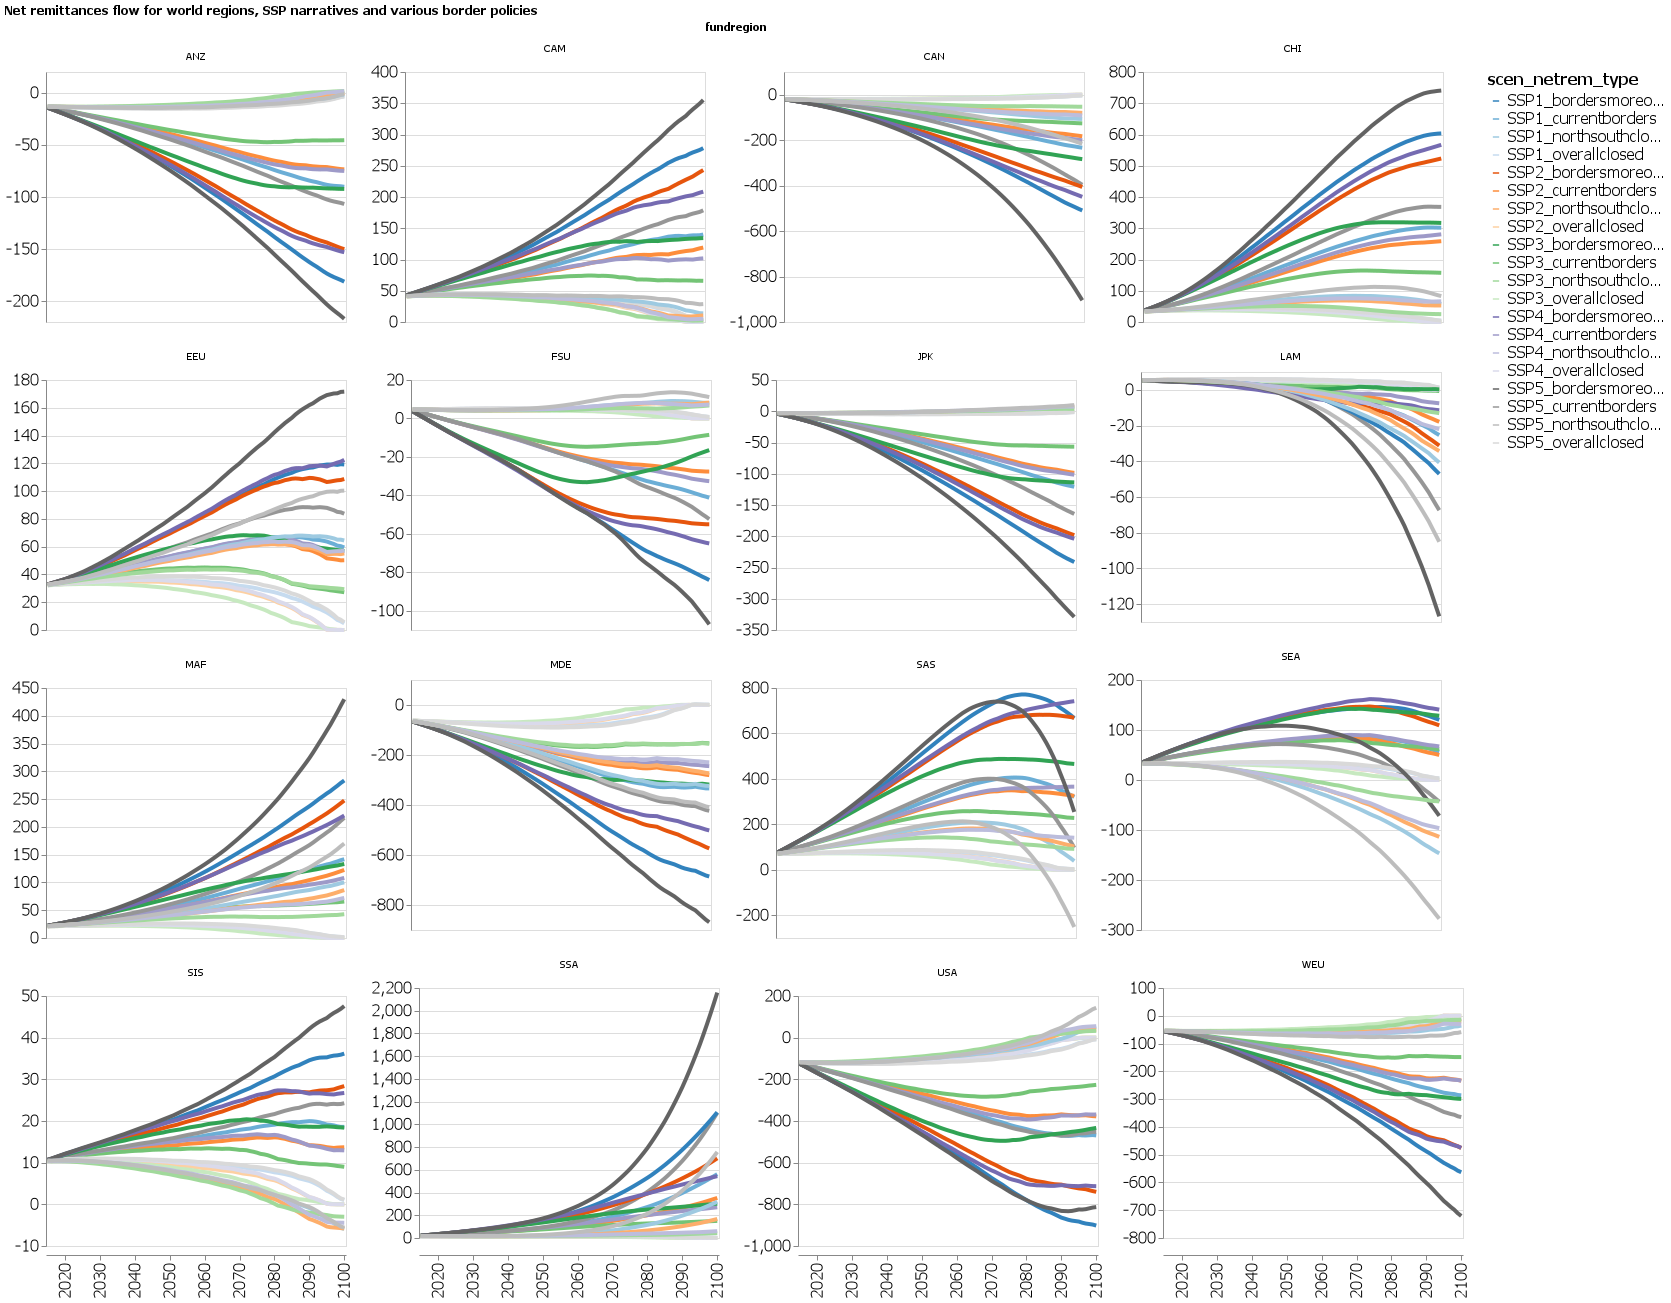 Net remittances flow for world regions, SSP narratives and various border policies
fundregion
ANZ
0
-50
-100
-150
-200
CAM
400
350
300
250
200
150
100
50
0
CAN
0
-200
-400
-600
-800
-1,000
CHI
800
700
600
500
400
300
200
100
0
scen_netrem_type
SSP1_bordersmoreo...
SSP1_currentborders
SSP1_northsouthclo...
SSP1_overallclosed
SSP2_bordersmoreo...
SSP2_currentborders
SSP2_northsouthclo...
SSP2_overallclosed
SSP3_bordersmoreo...
SSP3_currentborders
SSP3_northsouthclo...
SSP3_overallclosed
SSP4_bordersmoreo...
SSP4_currentborders
SSP4_northsouthclo...
SSP4_overallclosed
SSP5_bordersmoreo...
SSP5_currentborders
SSP5_northsouthclo...
SSP5_overallclosed
EEU
180
160
140
120
100
80
60
40
20
0
FSU
20
0
-20
-40
-60
-80
-100
JPK
50
0
-50
-100
-150
-200
-250
-300
-350
LAM
0
-20
-40
-60
-80
-100
-120
MAF
450
400
350
300
250
200
150
100
50
0
MDE
0
-200
-400
-600
-800
SAS
800
600
400
200
0
-200
SEA
200
100
0
-100
-200
-300
SIS
50
40
30
20
10
0
-10
2020 2030 2040 2050 2060 2070 2080 2090 2100
SSA
2,200
2,000
1,800
1,600
1,400
1,200
1,000
800
600
400
200
0
2020 2030 2040 2050 2060 2070 2080 2090 2100
USA
200
0
-200
-400
-600
-800
-1,000
2020 2030 2040 2050 2060 2070 2080 2090 2100
WEU
100
0
-100
-200
-300
-400
-500
-600
-700
-800
2020 2030 2040 2050 2060 2070 2080 2090 2100